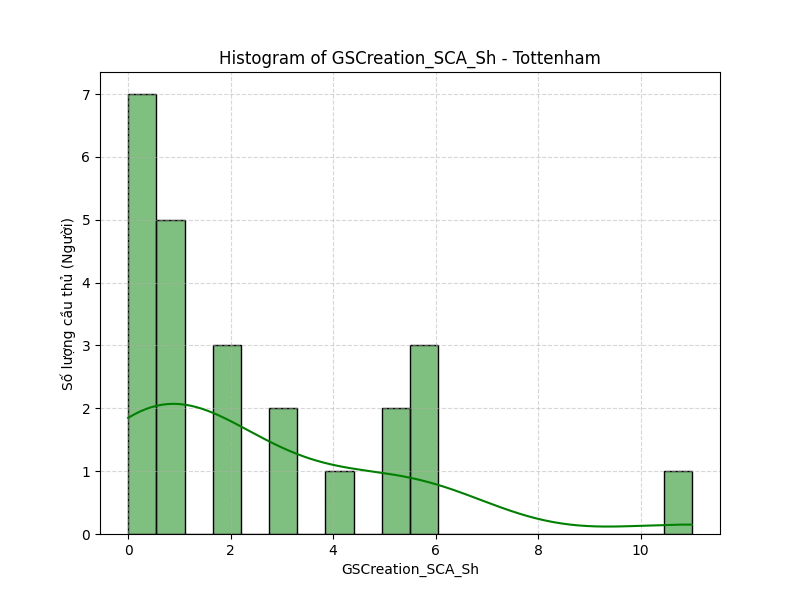 Histogram of GSCreation_SCA_Sh - Tottenham
Số lượng cầu thủ (Người)
7
6
5
4
3
2
1
0
0 2 4 6 8 10
GSCreation_SCA_Sh